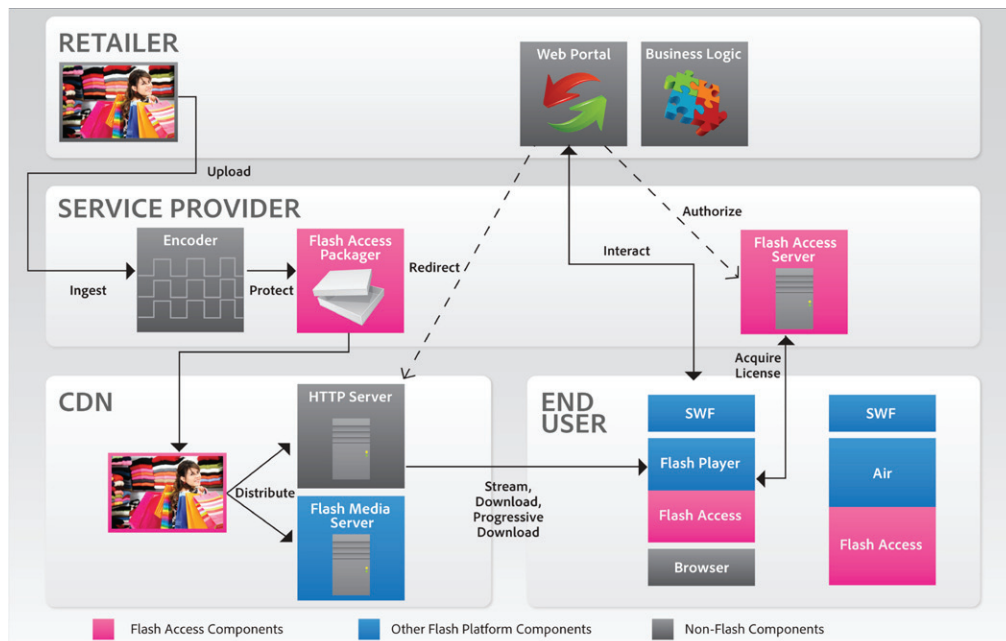 RETAILER
Web Portal
Business Logic
Upload
SERVICE PROVIDER
Encoder
Flash Access
Packager
Redirect
Interact
Authorize
Flash Access
Server
Ingest
Protect
Acquire
License
CDN
HTTP Server
Distribute
Flash Media
Server
Stream,
Download,
Progressive
Download
END
USER
SWF
Flash Player
Flash Access
Browser
SWF
Air
Flash Access
Flash Access Components
Other Flash Platform Components
Non-Flash Components